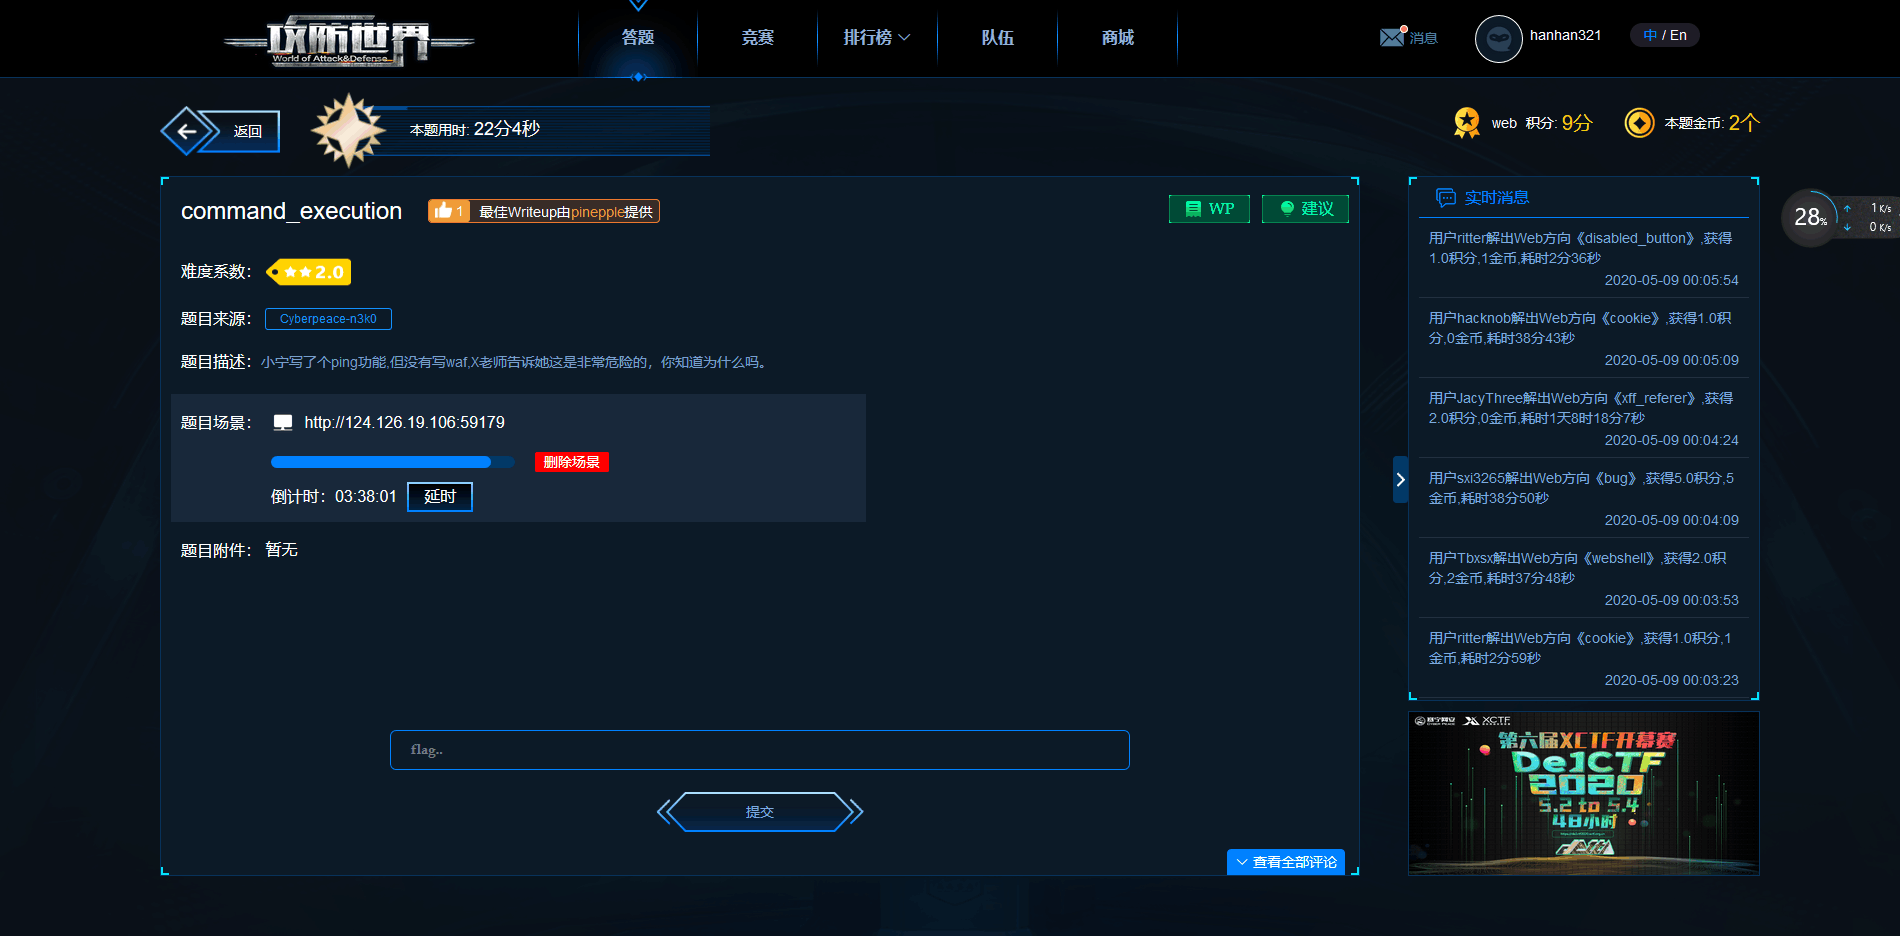 攻防世界
World of Attack&Defense
答题
竞赛
排行榜
队伍
商城
消息
hanhan321
中 / En
返回
本题用时: 22分4秒
web 积分: 9分
本题金币: 2个
command_execution
1
最佳Writeup由pinepple提供
WP
建议
难度系数：
2.0
题目来源：
Cyberpeace-n3k0
题目描述：
小宁写了个ping功能,但没有写waf,X老师告诉她这是非常危险的，你知道为什么吗。
题目场景：
http://124.126.19.106:59179
删除场景
倒计时：03:38:01
延时
题目附件：
暂无
flag..
提交
查看全部评论
实时消息
用户ritter解出Web方向《disabled_button》,获得
1.0积分,1金币,耗时2分36秒
2020-05-09 00:05:54
用户hacknob解出Web方向《cookie》,获得1.0积
分,0金币,耗时38分43秒
2020-05-09 00:05:09
用户JacyThree解出Web方向《xff_referer》,获得
2.0积分,0金币,耗时1天8时18分7秒
2020-05-09 00:04:24
用户sxi3265解出Web方向《bug》,获得5.0积分,5
金币,耗时38分50秒
2020-05-09 00:04:09
用户Tbxsx解出Web方向《webshell》,获得2.0积
分,2金币,耗时37分48秒
2020-05-09 00:03:53
用户ritter解出Web方向《cookie》,获得1.0积分,1
金币,耗时2分59秒
2020-05-09 00:03:23
28%
1 K/s
0 K/s
赛宁网安
XCTF
第六届XCTF开幕赛
De1CTF
2020
5.2 to 5.4
48小时